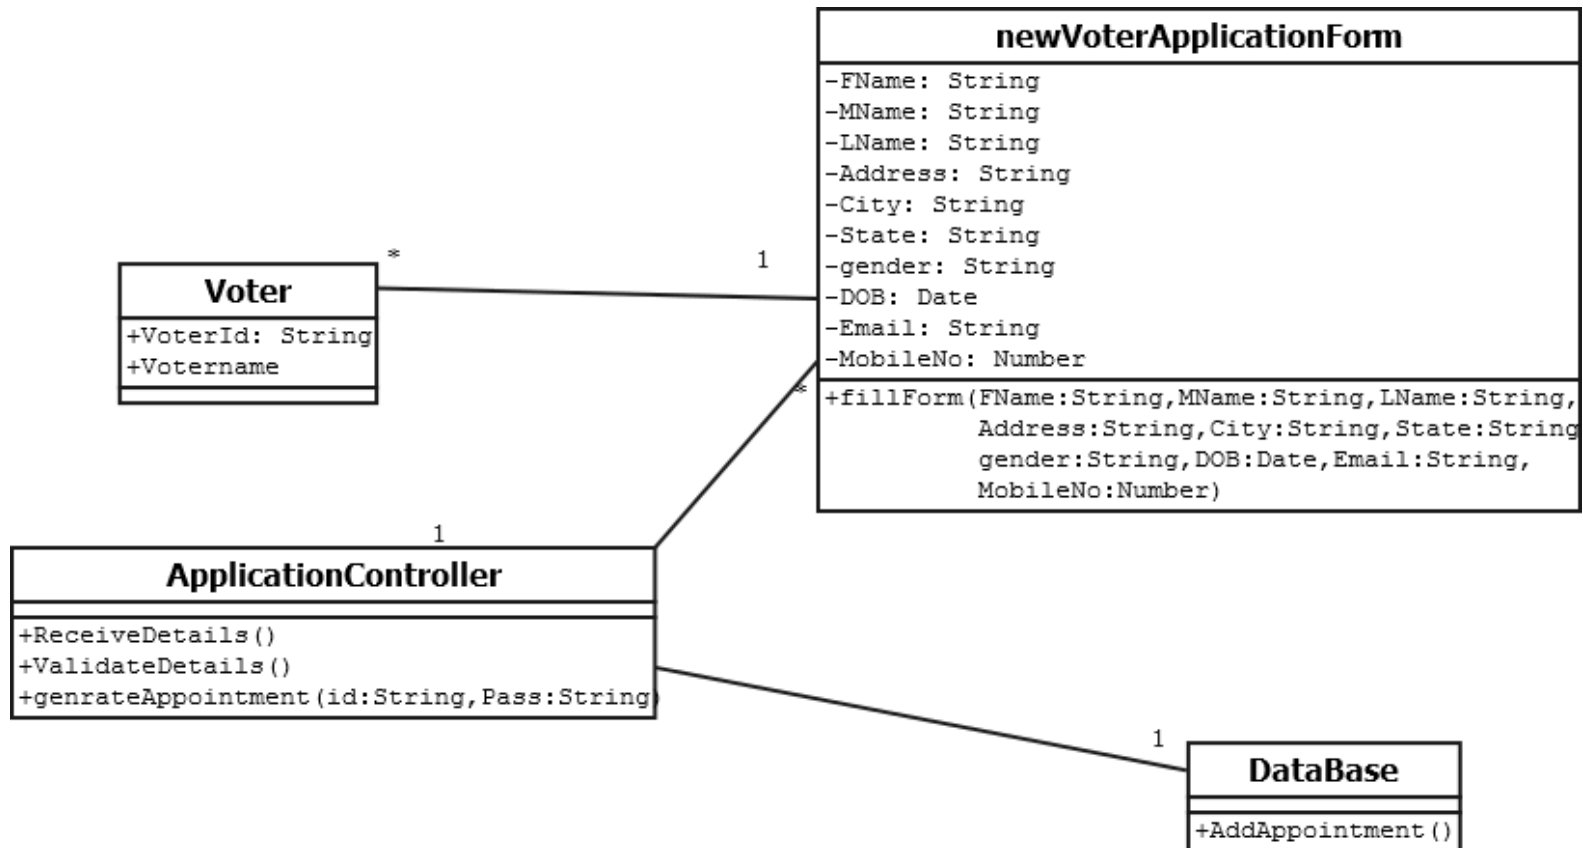 newVoterApplicationForm
-FName: String
-MName: String
-LName: String
-Address: String
-City: String
-State: String
-gender: String
-DOB: Date
-Email: String
-MobileNo: Number
+fillForm(FName:String,MName:String,LName:String,
Address:String,City:String,State:String
gender:String,DOB:Date,Email:String,
MobileNo:Number)
*
1
Voter
+VoterId: String
+Votername
*
1
ApplicationController
+ReceiveDetails()
+ValidateDetails()
+genrateAppointment(id:String,Pass:String)
1
DataBase
+AddAppointment()